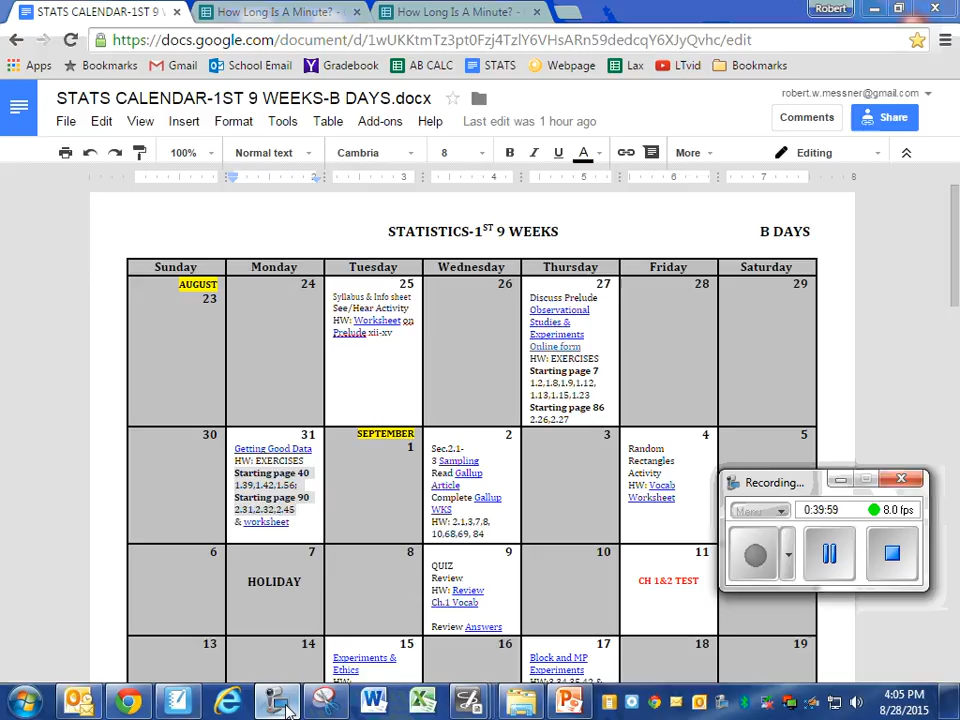 STATS CALENDAR-1ST 9 W
How Long Is A Minute? -
How Long Is A Minute? -
Robert
https://docs.google.com/document/d/1wUKKtmTz3pt0Fzj4TzlY6VHsARn59dedcqY6XJyQvhc/edit
Apps Bookmarks Gmail School Email Gradebook AB CALC STATS Webpage Lax LTvid Bookmarks
STATS CALENDAR-1ST 9 WEEKS-B DAYS.docx
robert.w.messner@gmail.com
File Edit View Insert Format Tools Table Add-ons Help Last edit was 1 hour ago
Comments Share
100% Normal text Cambria 8 B I U A More Editing
2 3 4 5 6 7 8
STATISTICS-1ST 9 WEEKS B DAYS
Sunday Monday Tuesday Wednesday Thursday Friday Saturday
AUGUST
23
24
25
Syllabus & Info sheet
See/Hear Activity
HW: Worksheet on
Prelude xii-xv
26
27
Discuss Prelude
Observational
Studies &
Experiments
Online form
HW: EXERCISES
Starting page 7
1.2,1.8,1.9,1.12,
1.13,1.15,1.23
Starting page 86
2.26,2.27
28
29
30
31
Getting Good Data
HW: EXERCISES
Starting page 40
1.39,1.42,1.56;
Starting page 90
2.31,2.32,2.45
& worksheet
SEPTEMBER
1
2
Sec.2.1-
3 Sampling
Read Gallup
Article
Complete Gallup
WKS
HW: 2.1,3,7,8,
10,68,69, 84
3
4
Random
Rectangles
Activity
HW: Vocab
Worksheet
5
6
7
HOLIDAY
8
9
QUIZ
Review
HW: Review
Ch.1 Vocab
Review Answers
10
11
CH 1&2 TEST
13
14
15
Experiments &
Ethics
HW:
16
17
Block and MP
Experiments
18
19
Recording...
Menu 0:39:59 8.0 fps
4:05 PM
8/28/2015